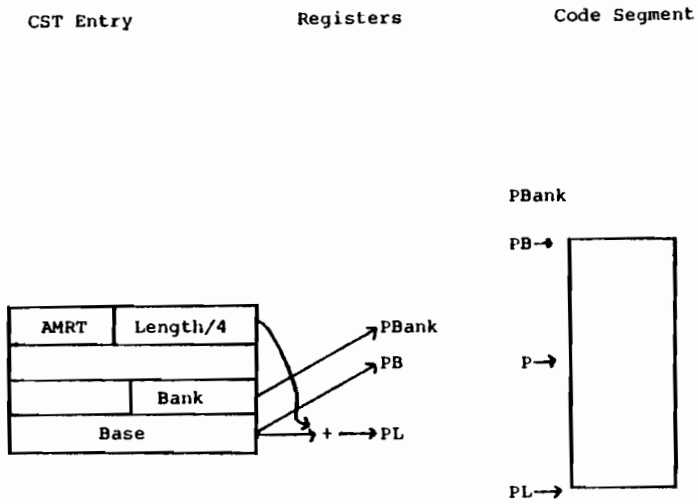 CST Entry Registers Code Segment
PBank
PB→
AMRT Length/4 PBank
PB P→
Bank
Base + → PL
PL→